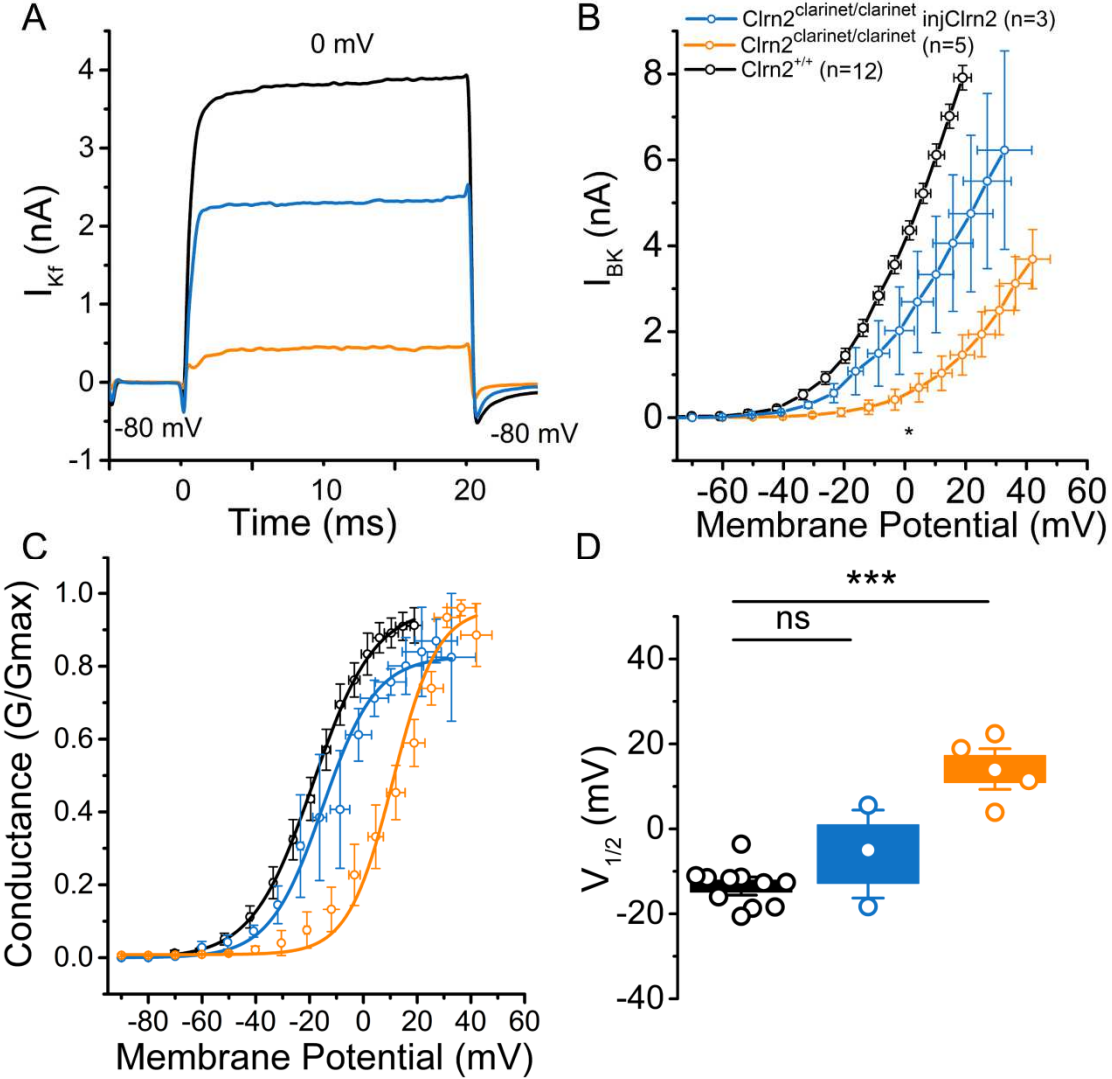 A
0 mV
4
3
2
1
0
-1
I_Kf (nA)
-80 mV
-80 mV
0
10
20
Time (ms)
B
Clrn2^clarinet/clarinet injClrn2 (n=3)
Clrn2^clarinet/clarinet (n=5)
Clrn2^+/+ (n=12)
8
6
4
2
0
I_BK (nA)
*
-60 -40 -20 0 20 40 60
Membrane Potential (mV)
C
1.0
0.8
0.6
0.4
0.2
0.0
Conductance (G/Gmax)
-80 -60 -40 -20 0 20 40 60
Membrane Potential (mV)
D
***
ns
40
20
0
-20
-40
V_1/2 (mV)